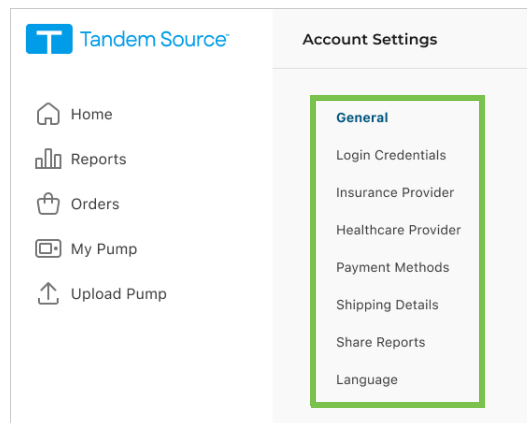 Tandem Source™
Home
Reports
Orders
My Pump
Upload Pump
Account Settings
General
Login Credentials
Insurance Provider
Healthcare Provider
Payment Methods
Shipping Details
Share Reports
Language